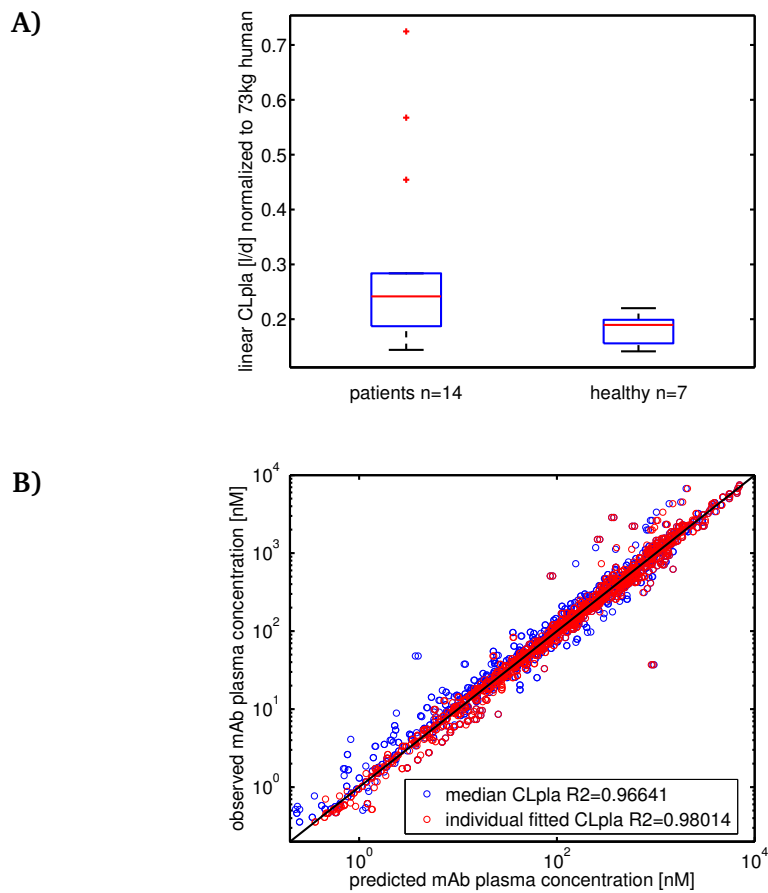 A)
linear CLpla [l/d] normalized to 73kg human
0.7
0.6
0.5
0.4
0.3
0.2
patients n=14
healthy n=7
B)
observed mAb plasma concentration [nM]
10^4
10^3
10^2
10^1
10^0
median CLpla R2=0.96641
individual fitted CLpla R2=0.98014
10^0
10^2
10^4
predicted mAb plasma concentration [nM]